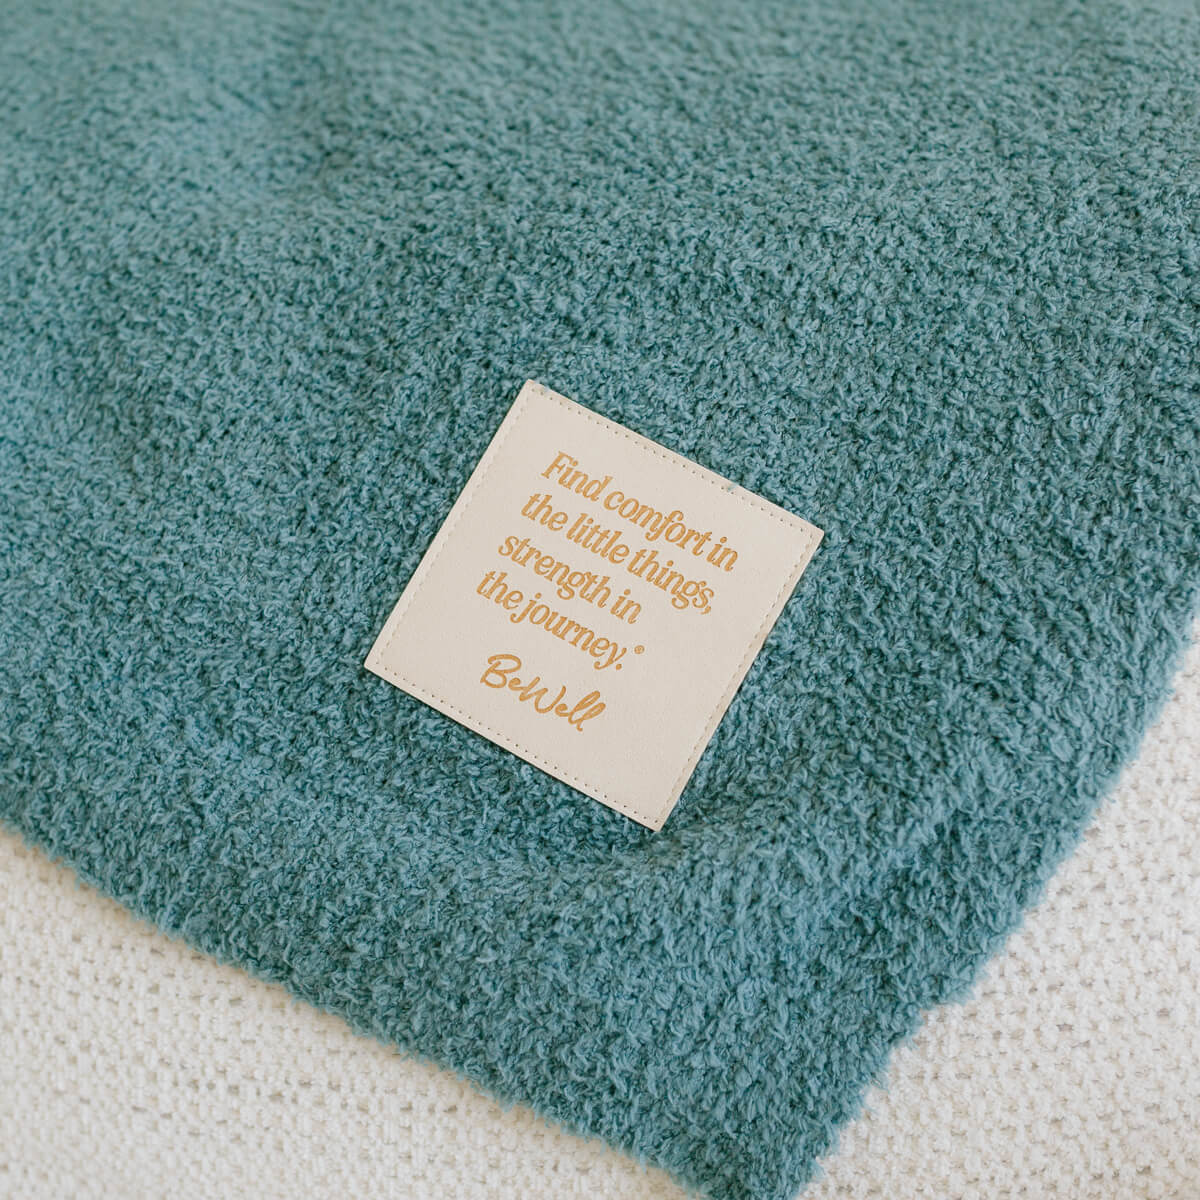 Find comfort in
the little things,
strength in
the journey.®
BeWell